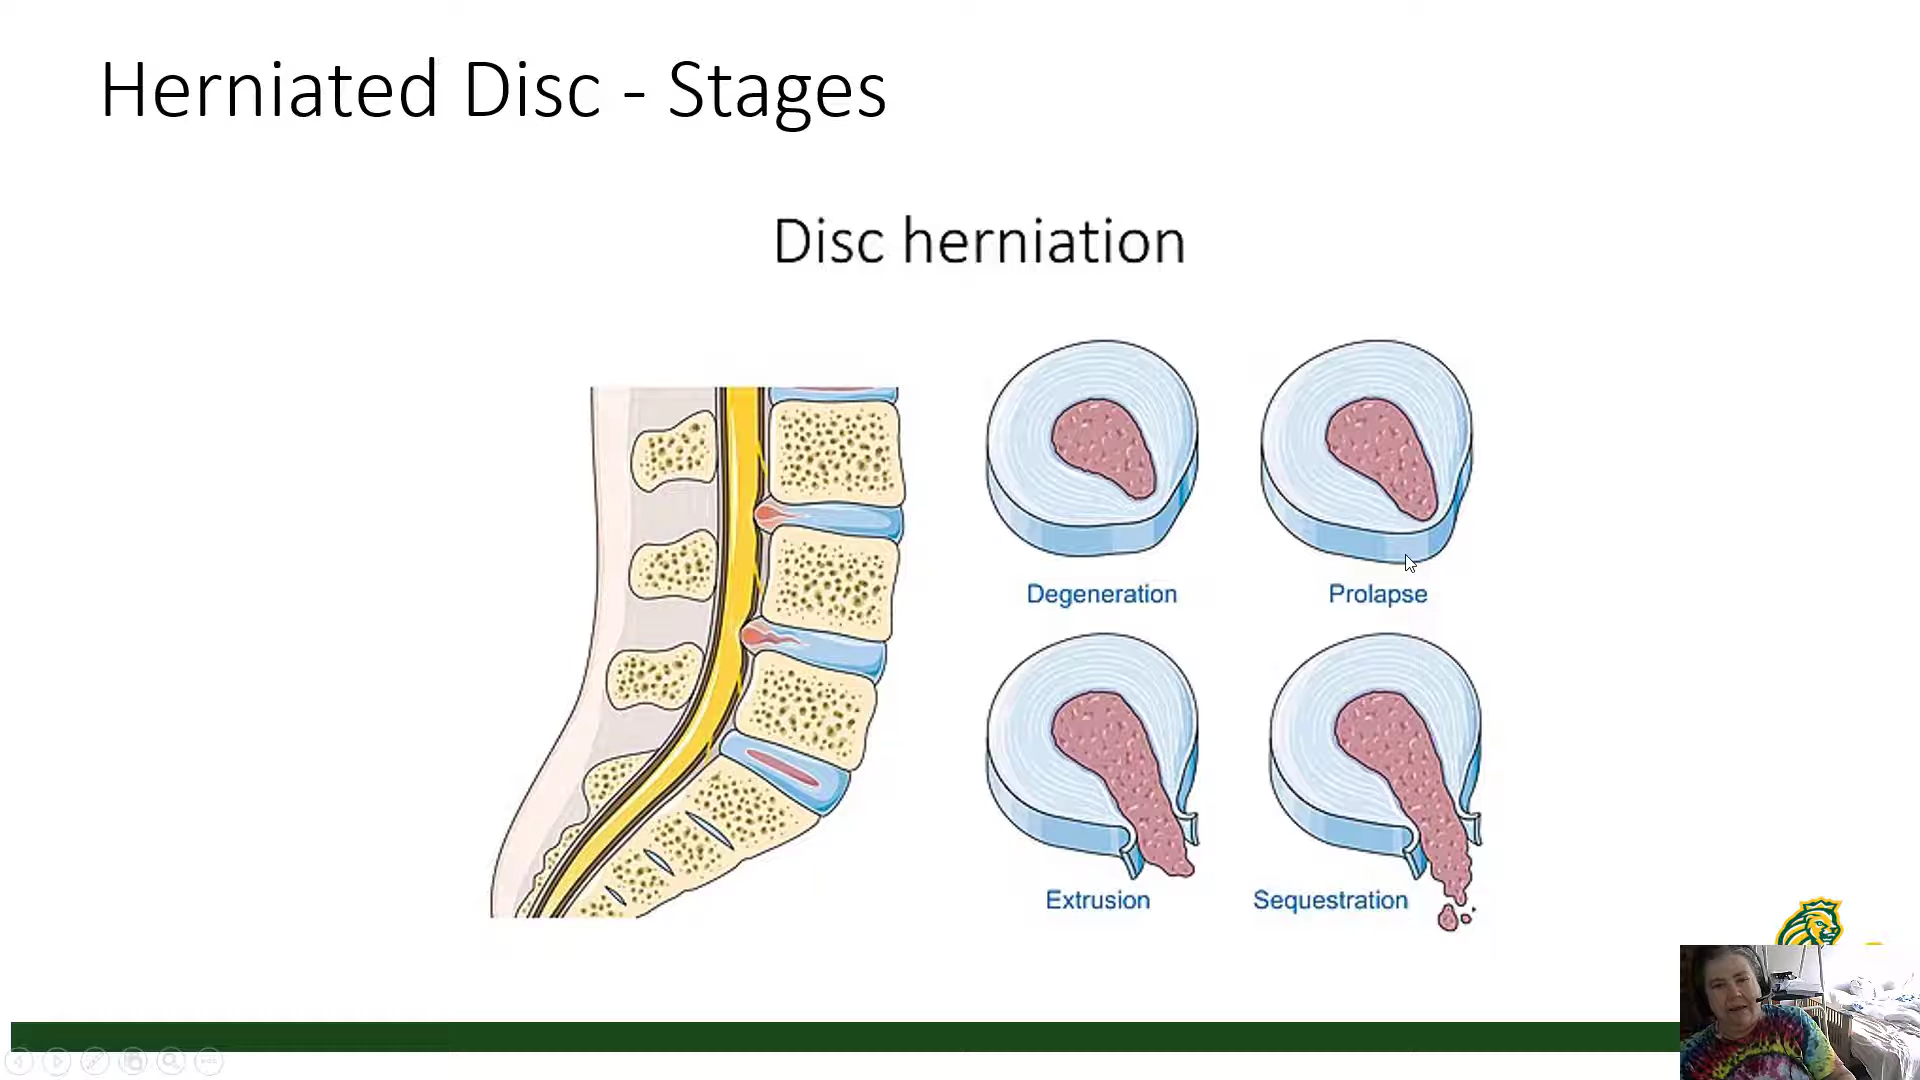 Herniated Disc - Stages
Disc herniation
Degeneration
Prolapse
Extrusion
Sequestration